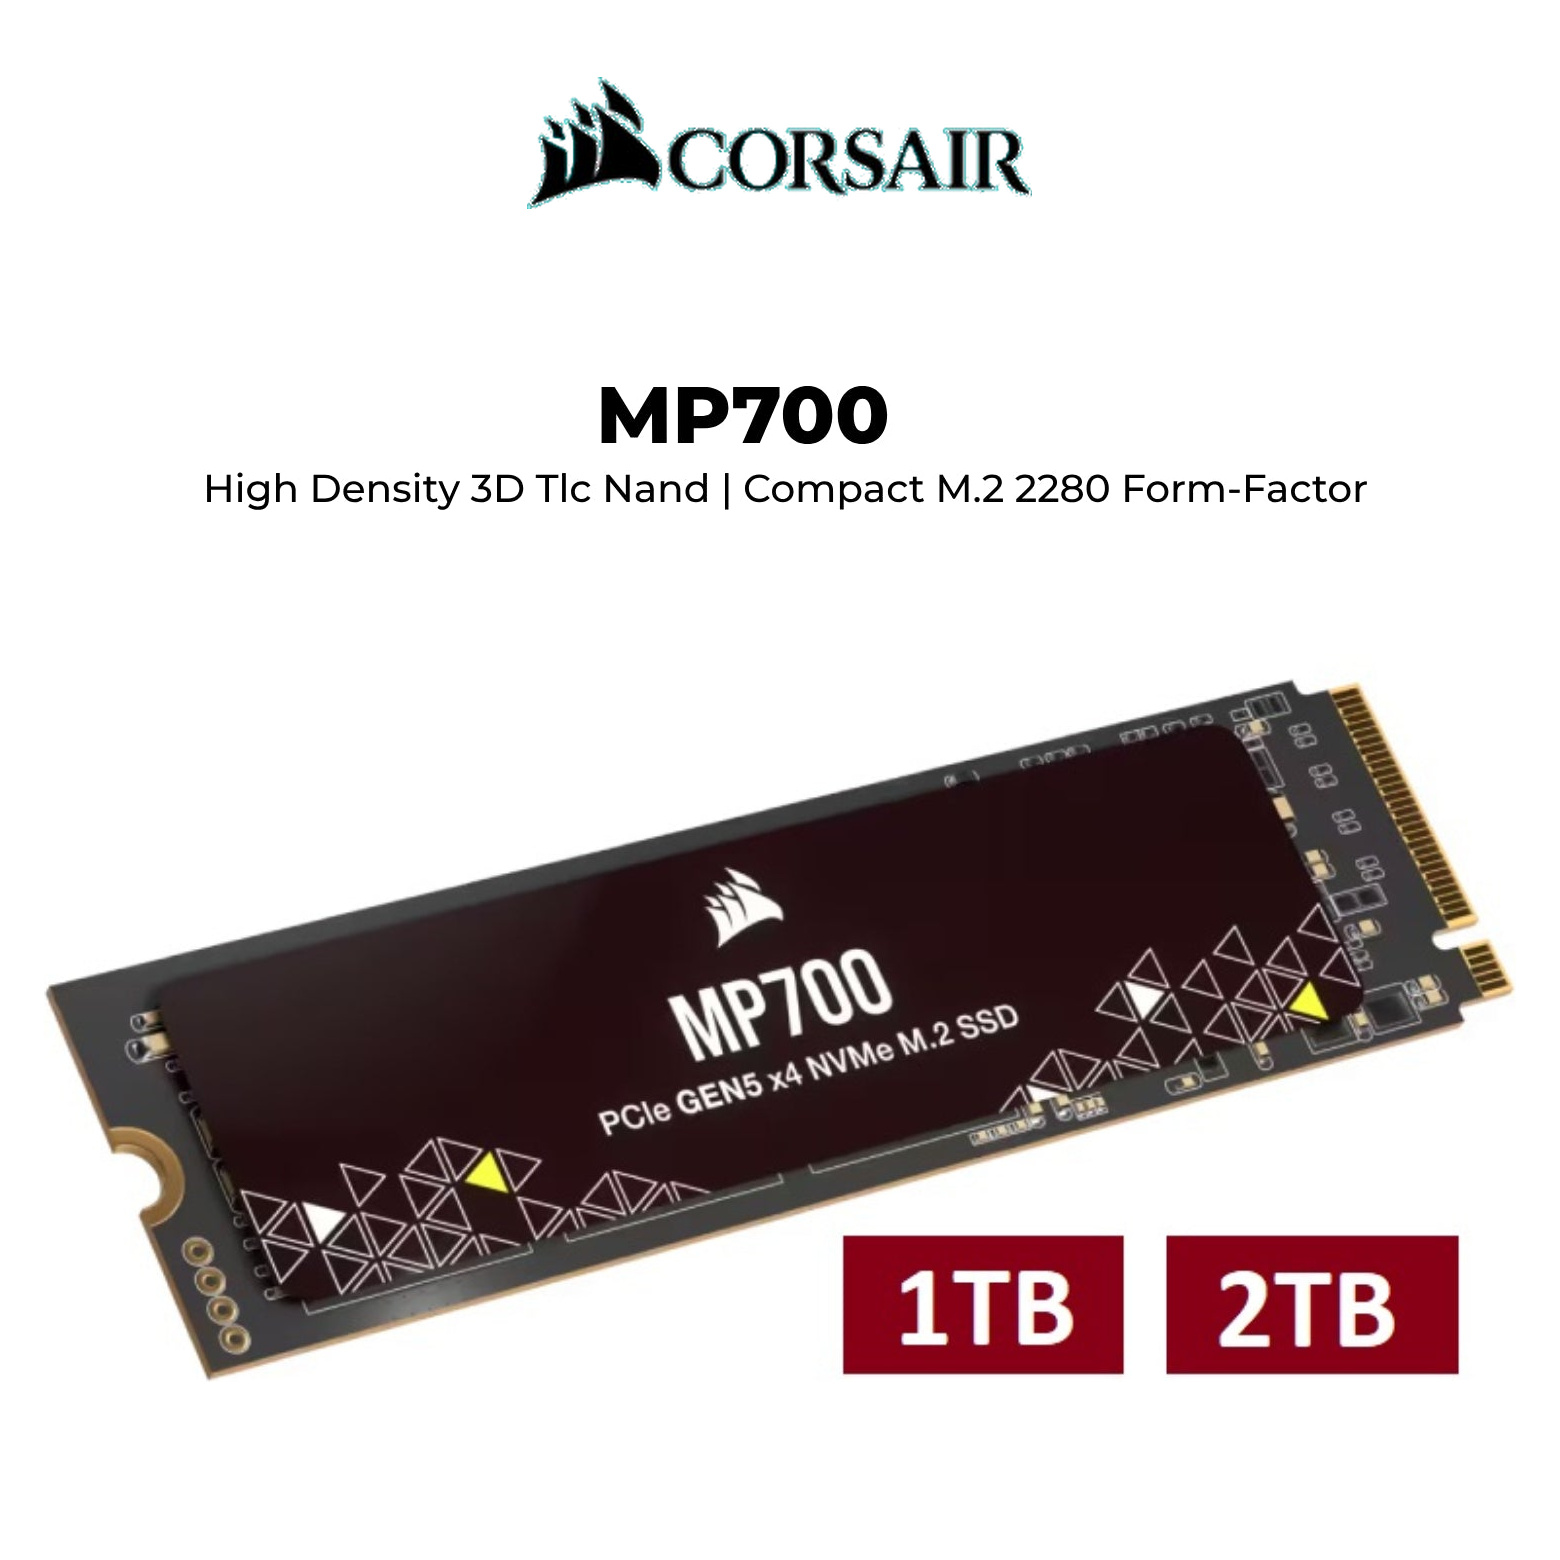 CORSAIR
MP700
High Density 3D Tlc Nand | Compact M.2 2280 Form-Factor
MP700
PCIe GEN5 x4 NVMe M.2 SSD
1TB
2TB